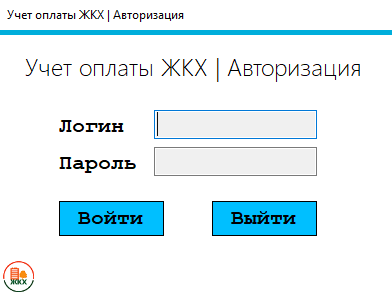 Учет оплаты ЖКХ | Авторизация
Учет оплаты ЖКХ | Авторизация
Логин
Пароль
Войти Выйти
ЖКХ